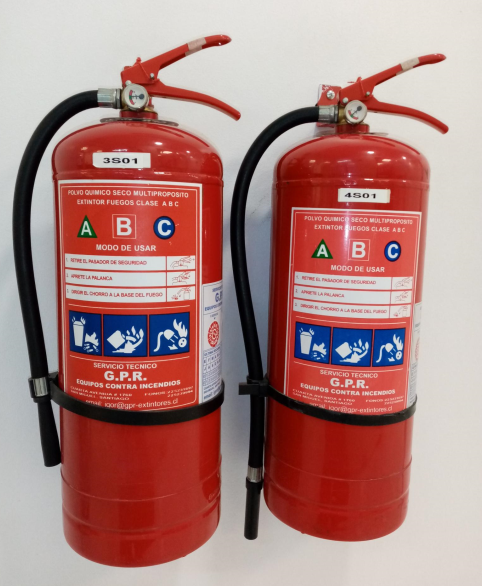 3S01
POLVO QUIMICO SECO MULTIPROPOSITO
EXTINTOR FUEGOS CLASE A B C
A B C
MODO DE USAR
1. RETIRE EL PASADOR DE SEGURIDAD
2. APRIETE LA PALANCA
3. DIRIGIR EL CHORRO A LA BASE DEL FUEGO
SERVICIO TECNICO
G.P.R.
EQUIPOS CONTRA INCENDIOS
SANTIAGO
email: igor@gpr-extintores.cl
4S01
POLVO QUIMICO SECO MULTIPROPOSITO
EXTINTOR FUEGOS CLASE A B C
A B C
MODO DE USAR
1. RETIRE EL PASADOR DE SEGURIDAD
2. APRIETE LA PALANCA
3. DIRIGIR EL CHORRO A LA BASE DEL FUEGO
SERVICIO TECNICO
G.P.R.
EQUIPOS CONTRA INCENDIOS
SANTIAGO
email: igor@gpr-extintores.cl